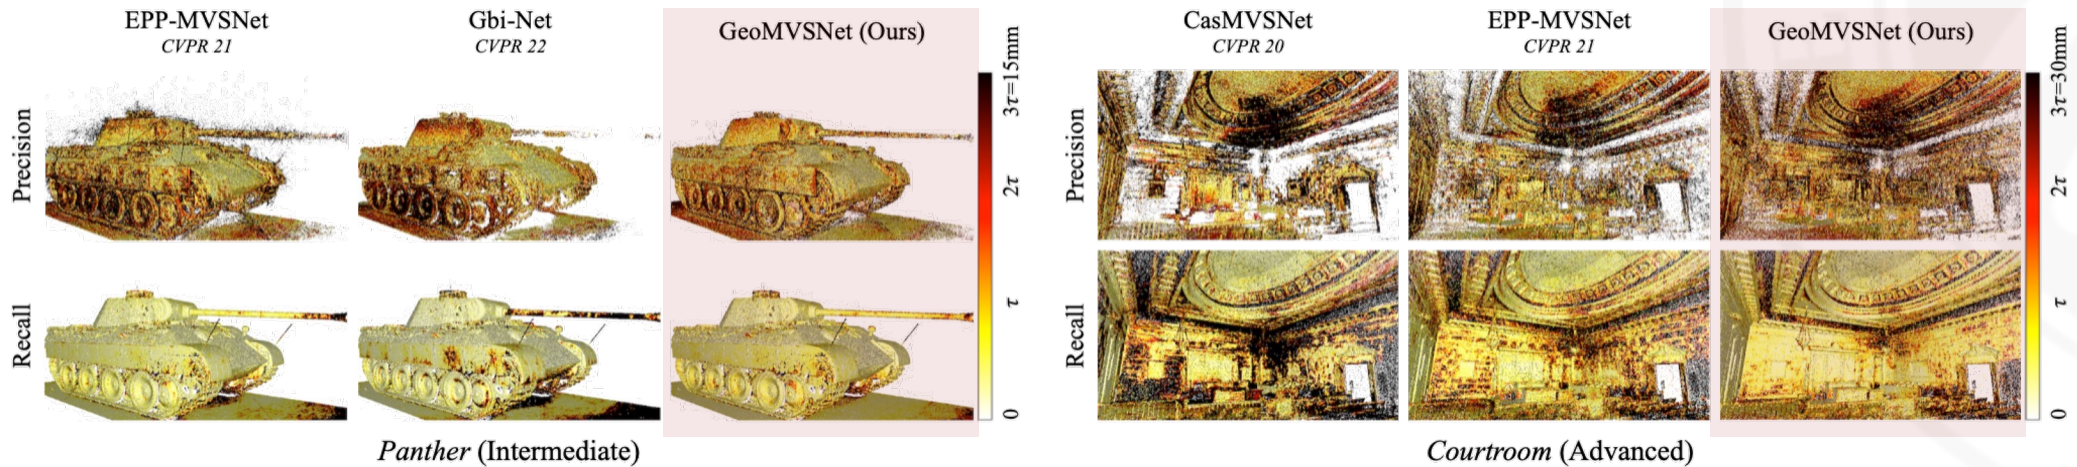 EPP-MVSNet
CVPR 21
Gbi-Net
CVPR 22
GeoMVSNet (Ours)
Precision
Recall
3τ=15mm
2τ
τ
0
Panther (Intermediate)
CasMVSNet
CVPR 20
EPP-MVSNet
CVPR 21
GeoMVSNet (Ours)
Precision
Recall
3τ=30mm
2τ
τ
0
Courtroom (Advanced)